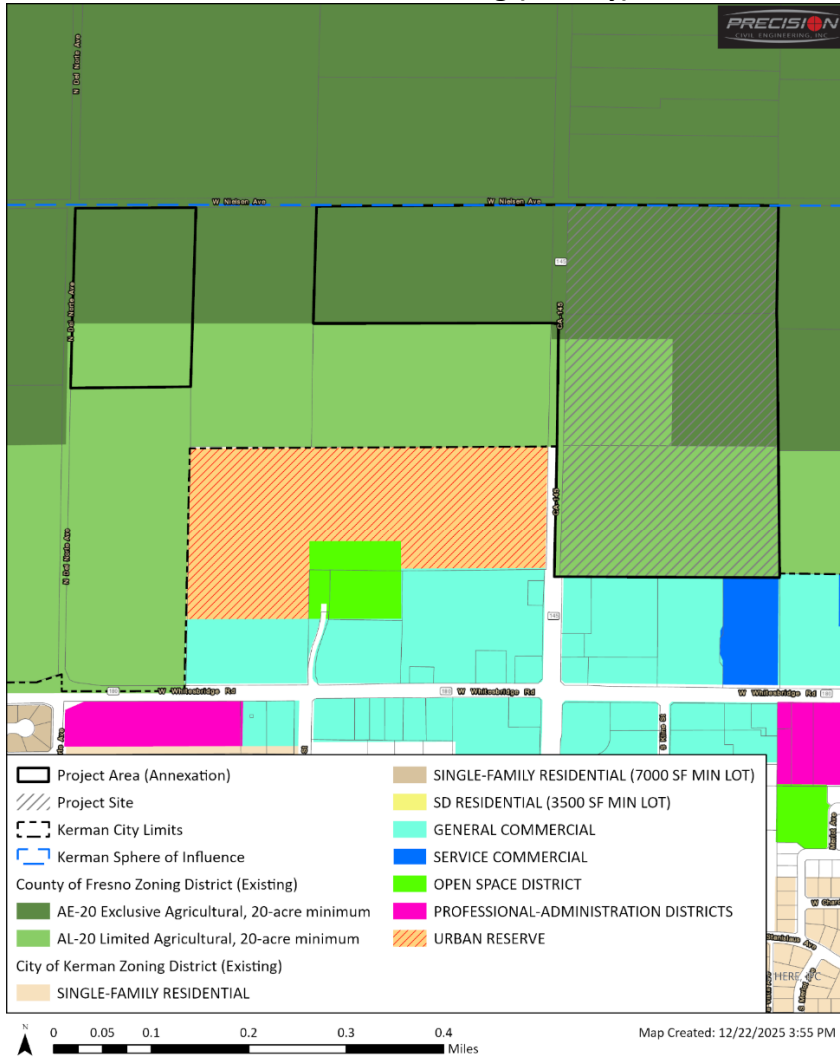 PRECISION
CIVIL ENGINEERING, INC.
N Del Norte Ave
W Nielsen Ave
W Nielsen Ave
145
N Del Norte Ave
CA-145
CA-145
N Del Norte Ave
145
180
W Whitesbridge Rd
180
W Whitesbridge Rd
W Whitesbridge Rd
180
Project Area (Annexation)
Project Site
Kerman City Limits
Kerman Sphere of Influence
County of Fresno Zoning District (Existing)
AE-20 Exclusive Agricultural, 20-acre minimum
AL-20 Limited Agricultural, 20-acre minimum
City of Kerman Zoning District (Existing)
SINGLE-FAMILY RESIDENTIAL
SINGLE-FAMILY RESIDENTIAL (7000 SF MIN LOT)
SD RESIDENTIAL (3500 SF MIN LOT)
GENERAL COMMERCIAL
SERVICE COMMERCIAL
OPEN SPACE DISTRICT
PROFESSIONAL-ADMINISTRATION DISTRICTS
URBAN RESERVE
N
0 0.05 0.1 0.2 0.3 0.4
Miles
Map Created: 12/22/2025 3:55 PM